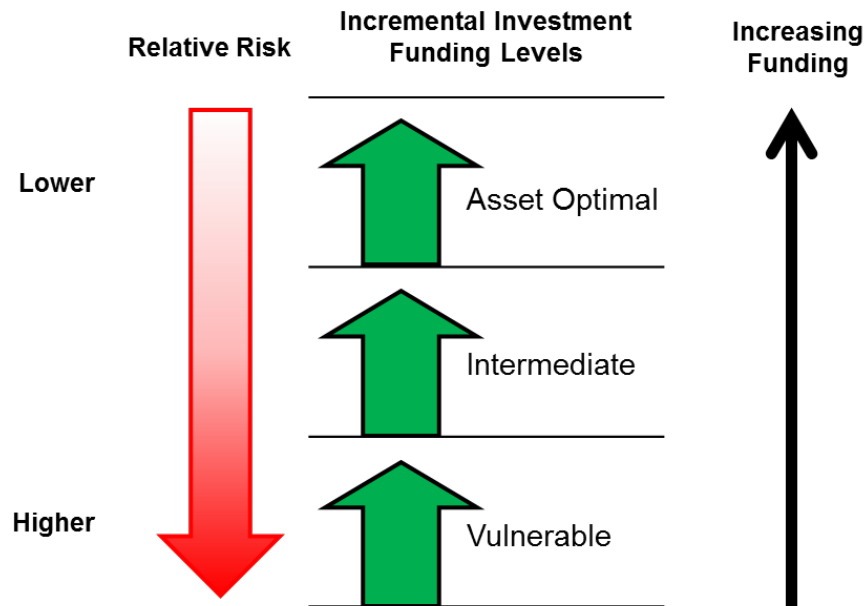 Relative Risk
Incremental Investment
Funding Levels
Increasing
Funding
Lower
Asset Optimal
Intermediate
Higher
Vulnerable